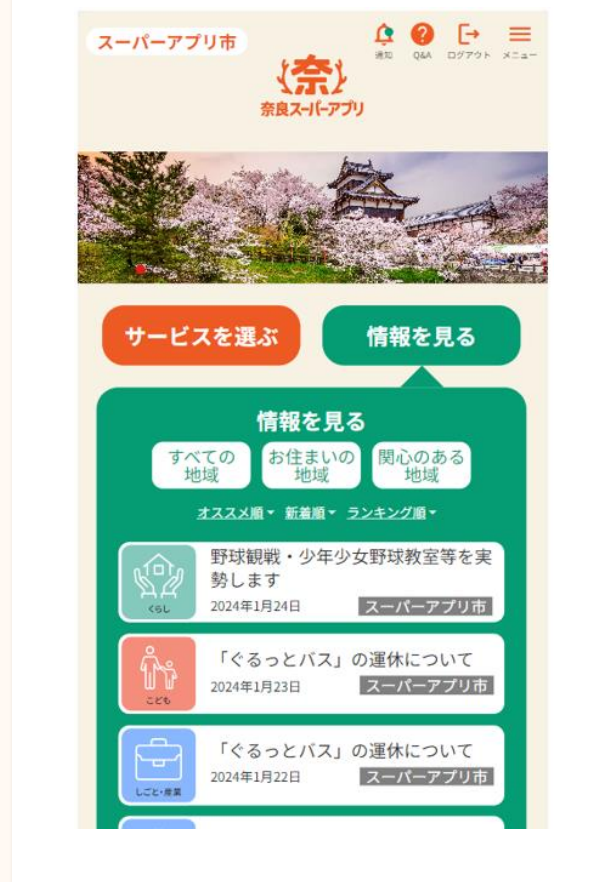 スーパーアプリ市
通知 Q&A ログアウト メニュー
奈
奈良スーパーアプリ
サービスを選ぶ 情報を見る
情報を見る
すべての
地域
お住まいの
地域
関心のある
地域
オススメ順 新着順 ランキング順
野球観戦・少年少女野球教室等を実
勢します
くらし
2024年1月24日 スーパーアプリ市
「ぐるっとバス」の運休について
2024年1月23日 スーパーアプリ市
こども
「ぐるっとバス」の運休について
2024年1月22日 スーパーアプリ市
しごと・産業